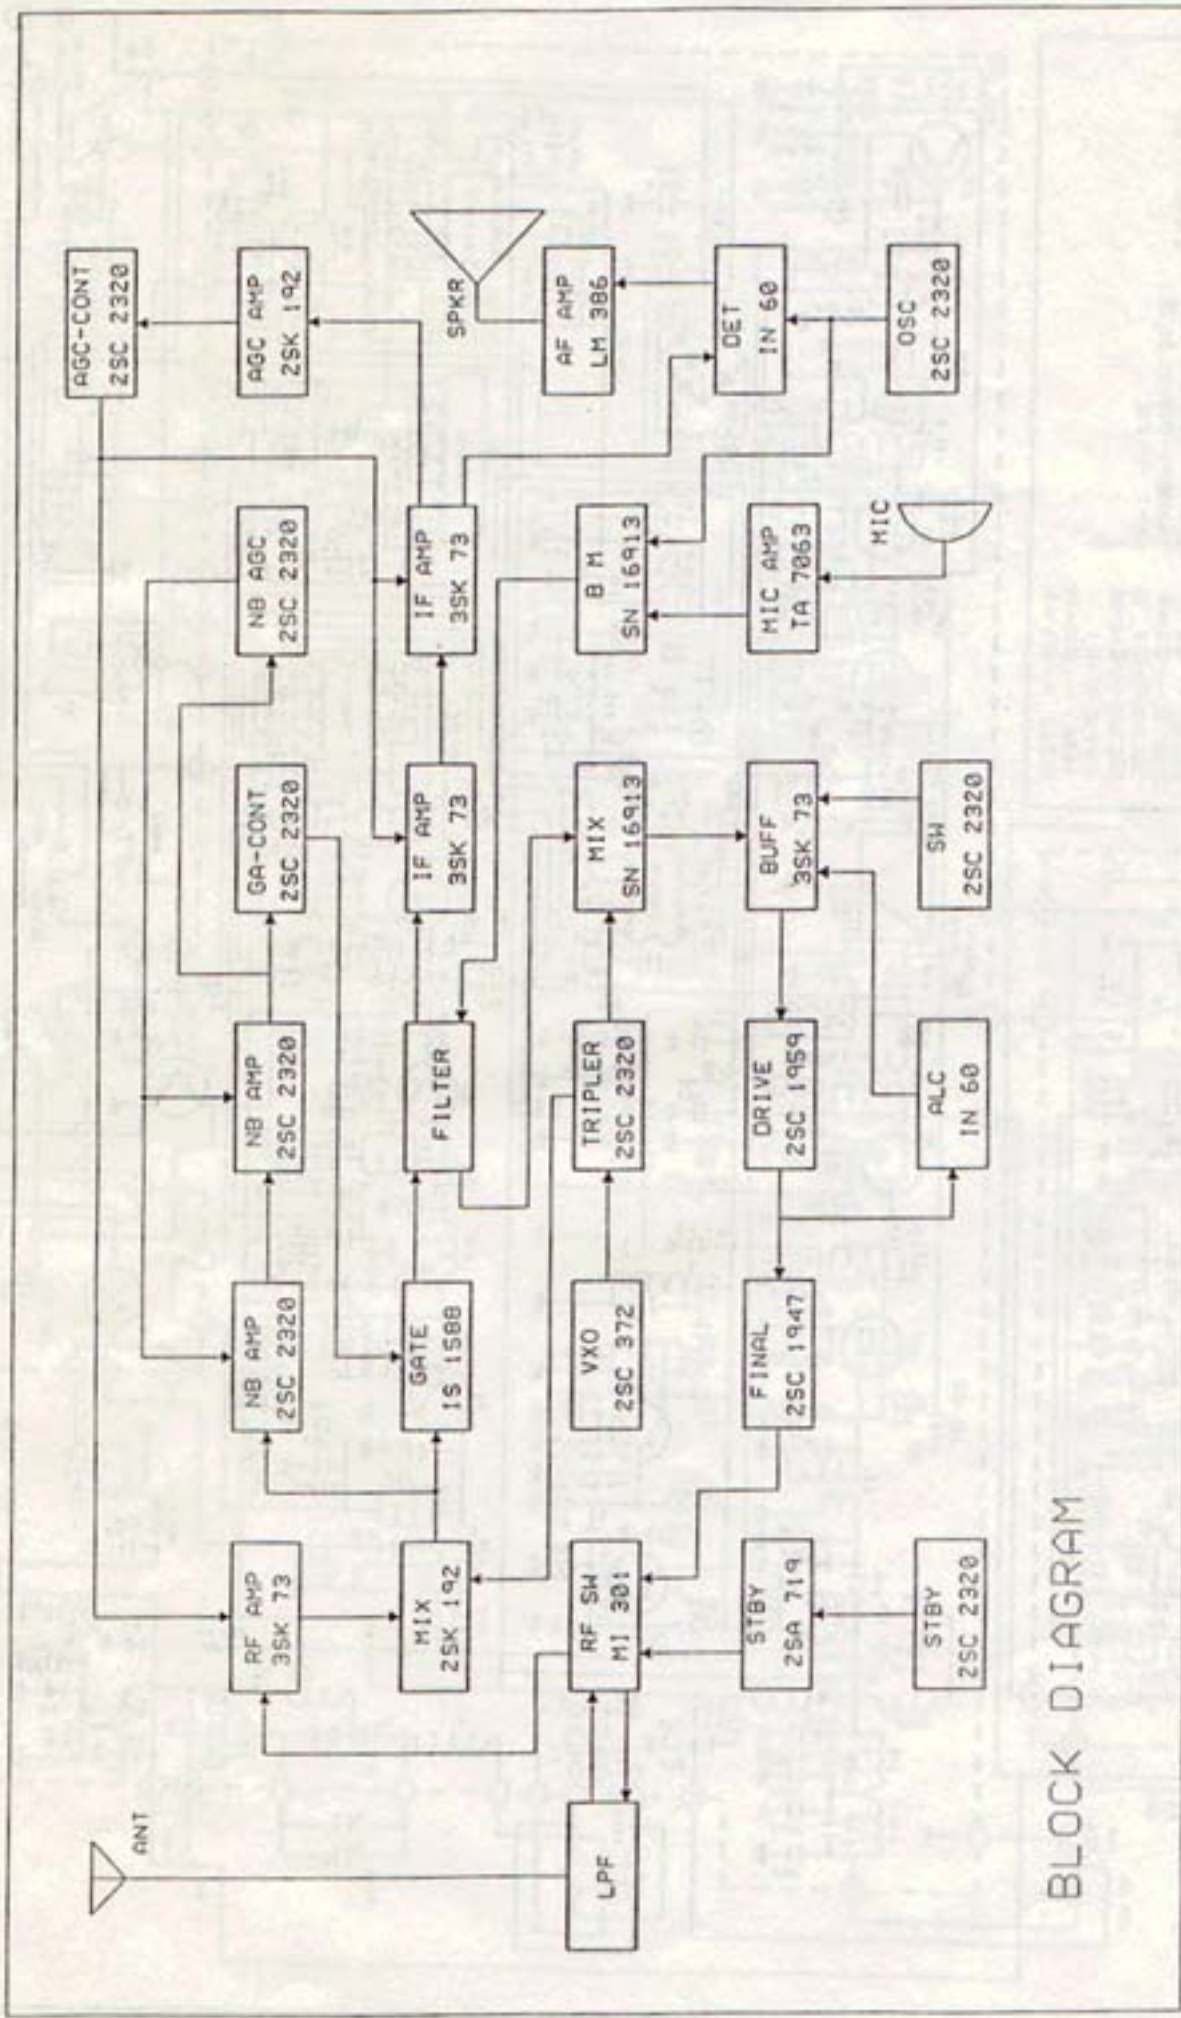 AGC-CONT
2SC 2320
RF AMP
3SK 73
NB AMP
2SC 2320
NB AMP
2SC 2320
GA-CONT
2SC 2320
NB AGC
2SC 2320
AGC AMP
2SK 192
ANT
MIX
2SK 192
GATE
1S 1588
FILTER
IF AMP
3SK 73
IF AMP
3SK 73
SPKR
LPF
RF SW
MI 301
VXO
2SC 372
TRIPLER
2SC 2320
MIX
SN 16913
B M
SN 16913
AF AMP
LM 386
STBY
2SA 719
FINAL
2SC 1947
DRIVE
2SC 1959
BUFF
3SK 73
MIC AMP
TA 7063
DET
IN 60
STBY
2SC 2320
ALC
IN 60
SW
2SC 2320
MIC
OSC
2SC 2320
BLOCK DIAGRAM